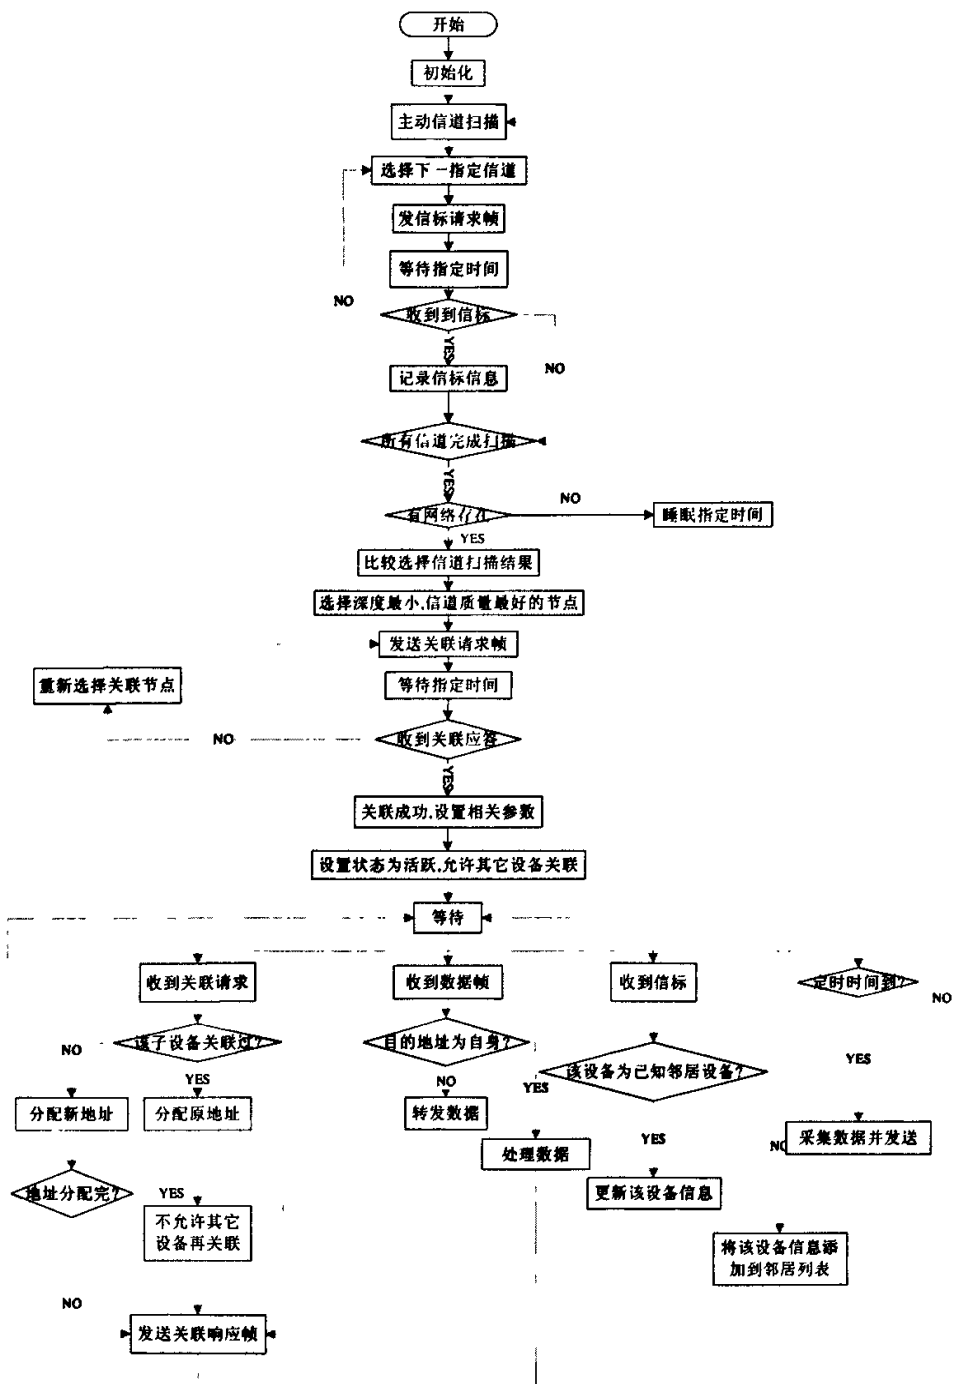 开始
初始化
主动信道扫描
选择下一指定信道
发信标请求帧
等待指定时间
NO
收到到信标
YES
NO
记录信标信息
所有信道完成扫描
YES
NO
有网络存在
睡眠指定时间
YES
比较选择信道扫描结果
选择深度最小,信道质量最好的节点
发送关联请求帧
重新选择关联节点
等待指定时间
NO
收到关联应答
YES
关联成功,设置相关参数
设置状态为活跃,允许其它设备关联
等待
收到关联请求
收到数据帧
收到信标
定时时间到?
NO
该子设备关联过?
目的地址为自身?
NO
YES
该设备为已知邻居设备?
YES
NO
YES
分配新地址
分配原地址
转发数据
采集数据并发送
处理数据
YES
NO
地址分配完?
YES
更新该设备信息
不允许其它
设备再关联
将该设备信息添
加到邻居列表
NO
发送关联响应帧